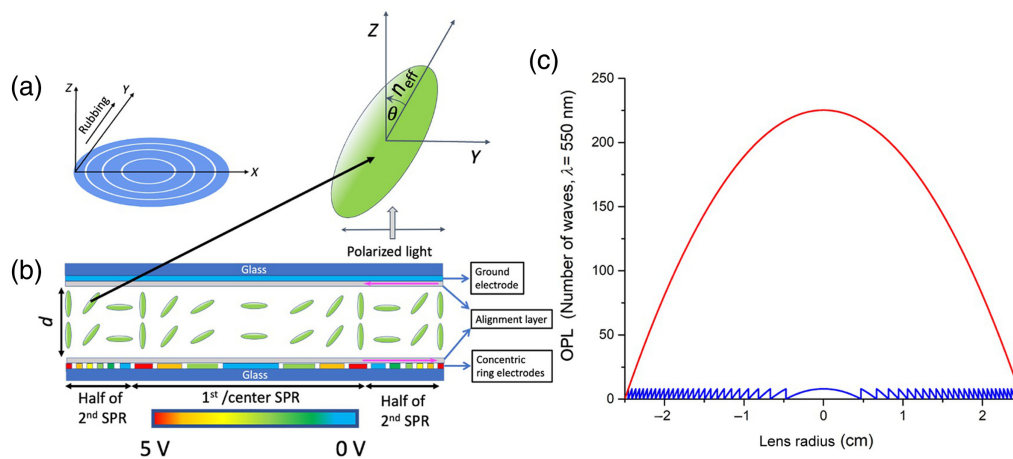 (a)
Z
Y
Rubbing
X
Z
n_eff
θ
Y
Polarized light
(b)
Glass
Ground
electrode
d
Alignment layer
Concentric
ring electrodes
Glass
Half of
2nd SPR
1st /center SPR
Half of
2nd SPR
5 V
0 V
(c)
OPL (Number of waves, λ= 550 nm)
250
200
150
100
50
0
−2
−1
0
1
2
Lens radius (cm)